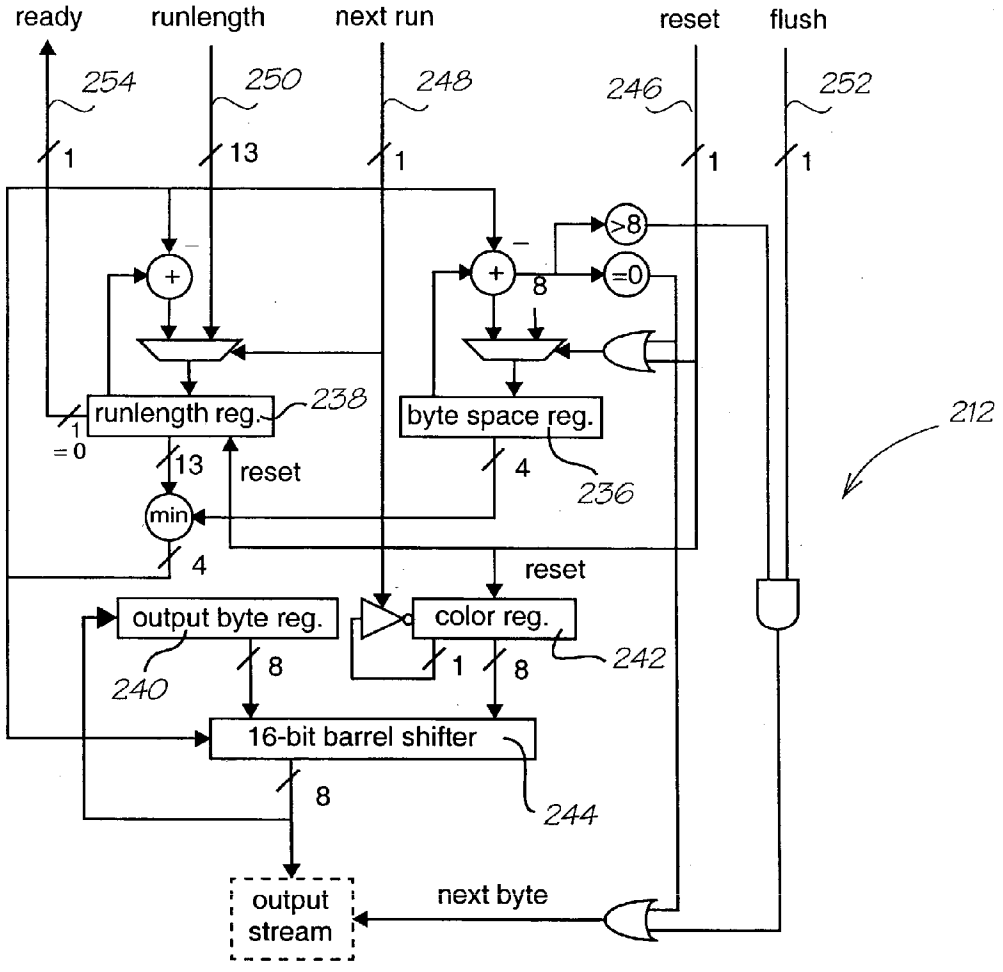 ready runlength next run reset flush
254 250 248 246 252
1 13 1 1 1
− − >8
+ + =0
8
runlength reg. 238 byte space reg.
1
=0 13 reset 4 236 212
min
4 reset
output byte reg. color reg.
240 8 1 8 242
16-bit barrel shifter
8 244
output
stream
next byte